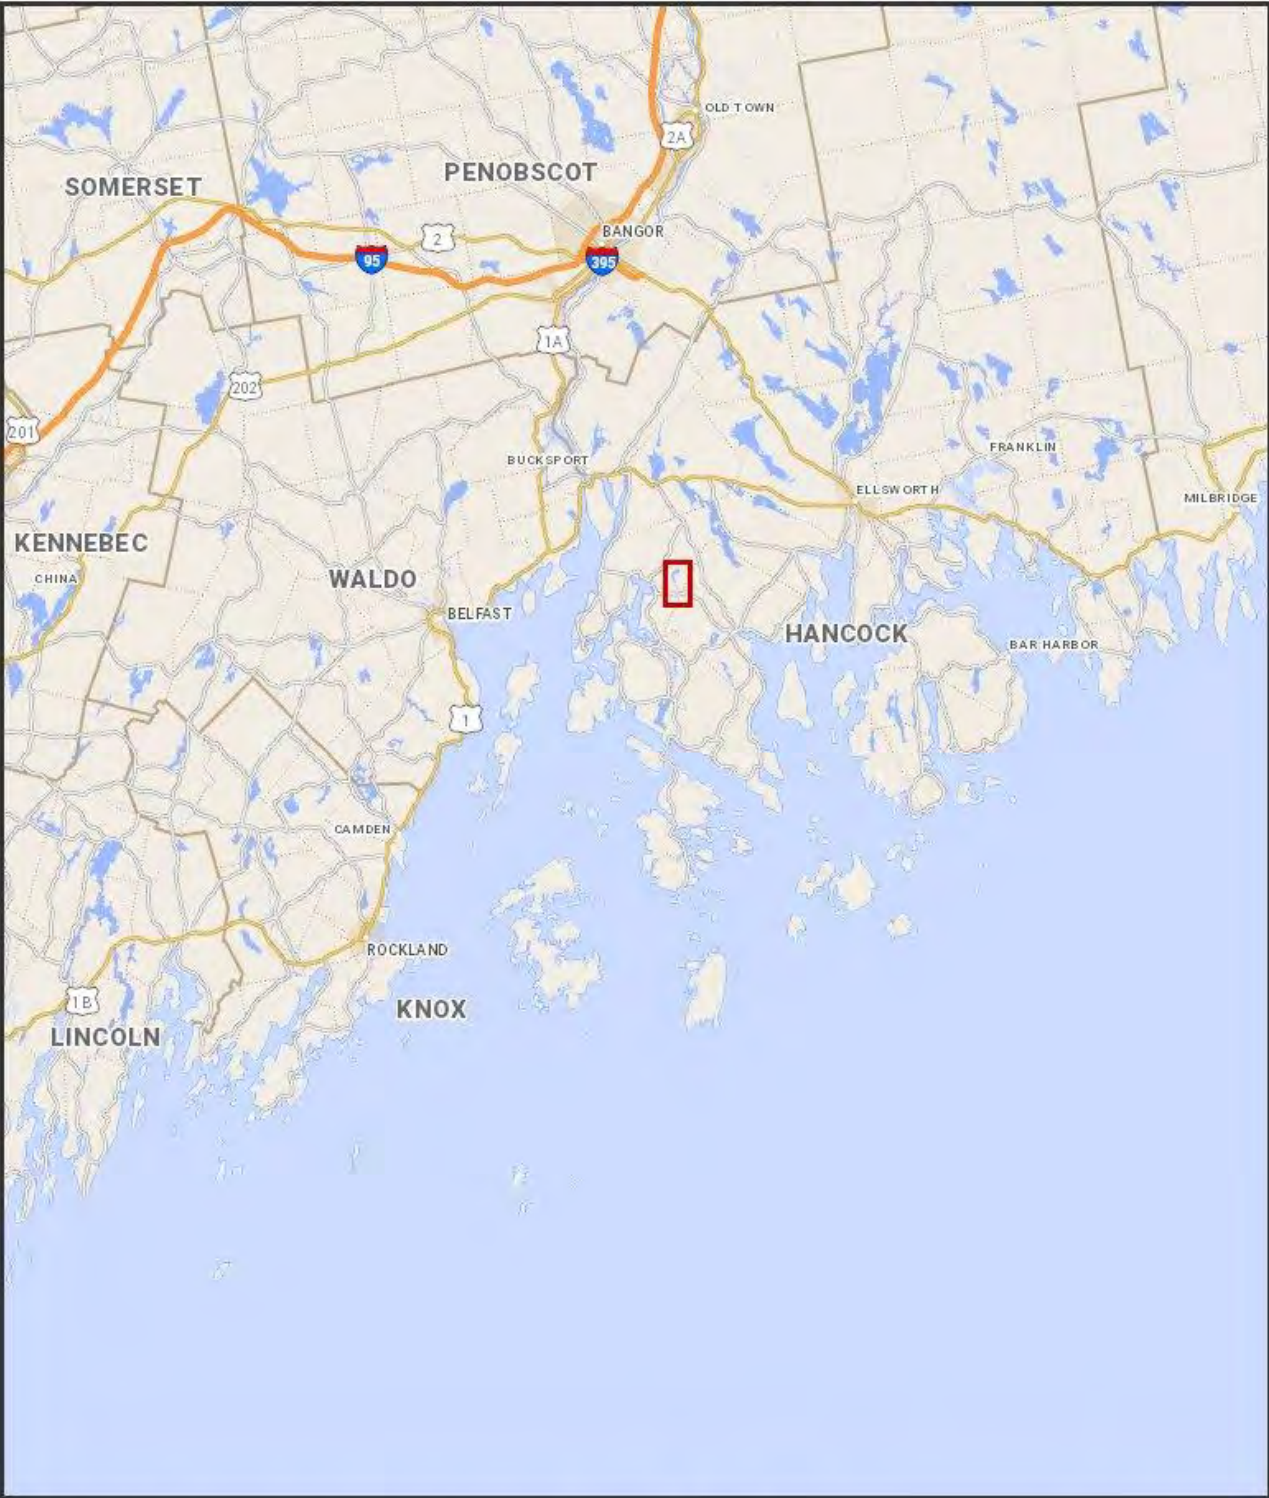 OLD TOWN
2A
PENOBSCOT
SOMERSET
BANGOR
2
95
395
1A
202
201
FRANKLIN
BUCKSPORT
ELLSWORTH
MILBRIDGE
KENNEBEC
CHINA
WALDO
BELFAST
HANCOCK
BAR HARBOR
1
CAMDEN
ROCKLAND
1B
KNOX
LINCOLN